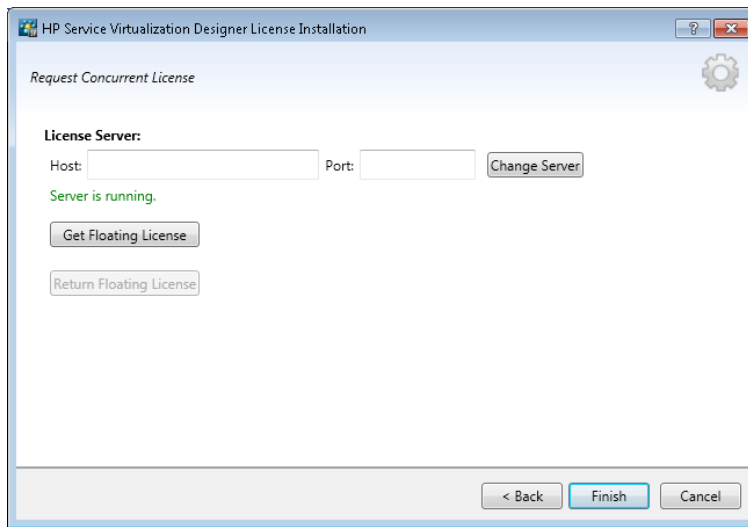 HP Service Virtualization Designer License Installation
Request Concurrent License
License Server:
Host: Port: Change Server
Server is running.
Get Floating License
Return Floating License
< Back Finish Cancel